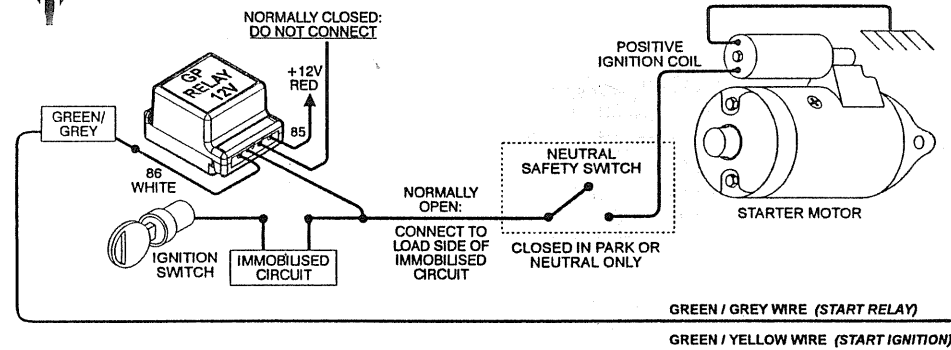 NORMALLY CLOSED:
DO NOT CONNECT
GP
RELAY
12V
+12V
RED
85
GREEN/
GREY
86
WHITE
POSITIVE
IGNITION COIL
NEUTRAL
SAFETY SWITCH
NORMALLY
OPEN:
CONNECT TO
LOAD SIDE OF
IMMOBILISED
CIRCUIT
CLOSED IN PARK OR
NEUTRAL ONLY
STARTER MOTOR
IGNITION
SWITCH
IMMOBILISED
CIRCUIT
GREEN / GREY WIRE (START RELAY)
GREEN / YELLOW WIRE (START IGNITION)